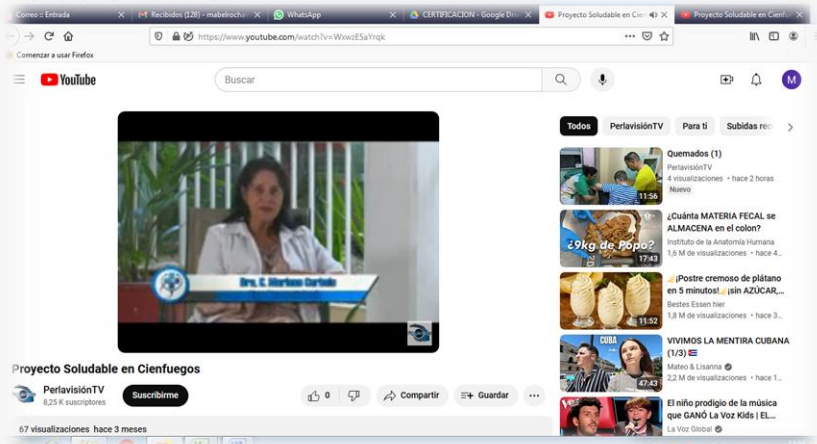 Correo :: Entrada
Recibidos (128) - mabelrocha
WhatsApp
CERTIFICACION - Google Dri
Proyecto Soludable en Cien
Proyecto Soludable en Cienfu
https://www.youtube.com/watch?v=WxwzESaYrqk
Comenzar a usar Firefox
YouTube
Buscar
M
Todos
PerlavisiónTV
Para ti
Subidas rec
Quemados (1)
PerlavisiónTV
4 visualizaciones • hace 2 horas
Nuevo
11:56
¿Cuánta MATERIA FECAL se
ALMACENA en el colon?
Instituto de la Anatomía Humana
1,6 M de visualizaciones • hace 4...
¿9kg de Popo?
17:43
¡Postre cremoso de plátano
en 5 minutos! ¡sin AZÚCAR,...
Bestes Essen hier
1,8 M de visualizaciones • hace 3...
11:52
VIVIMOS LA MENTIRA CUBANA
(1/3)
Mateo & Lisanna
2,2 M de visualizaciones • hace 1...
CUBA
47:43
El niño prodigio de la música
que GANÓ La Voz Kids | EL...
La Voz Global
Proyecto Soludable en Cienfuegos
PerlavisiónTV
8,25 K suscriptores
Suscribirme
0
Compartir
Guardar
67 visualizaciones hace 3 meses